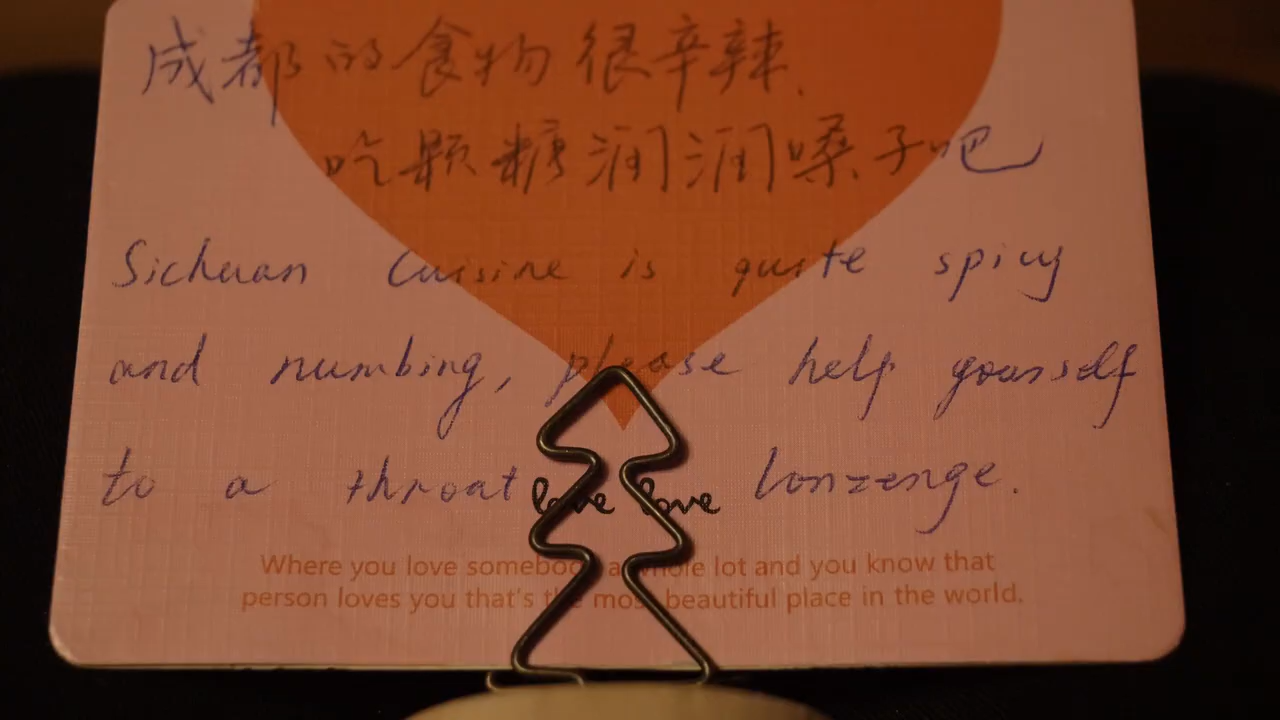 成都的食物很辛辣、
吃颗糖润润嗓子吧
Sichuan Cuisine is quite spicy
and numbing, please help yourself
to a throat love love lonzenge.
Where you love somebody a whole lot and you know that
person loves you that's the most beautiful place in the world.